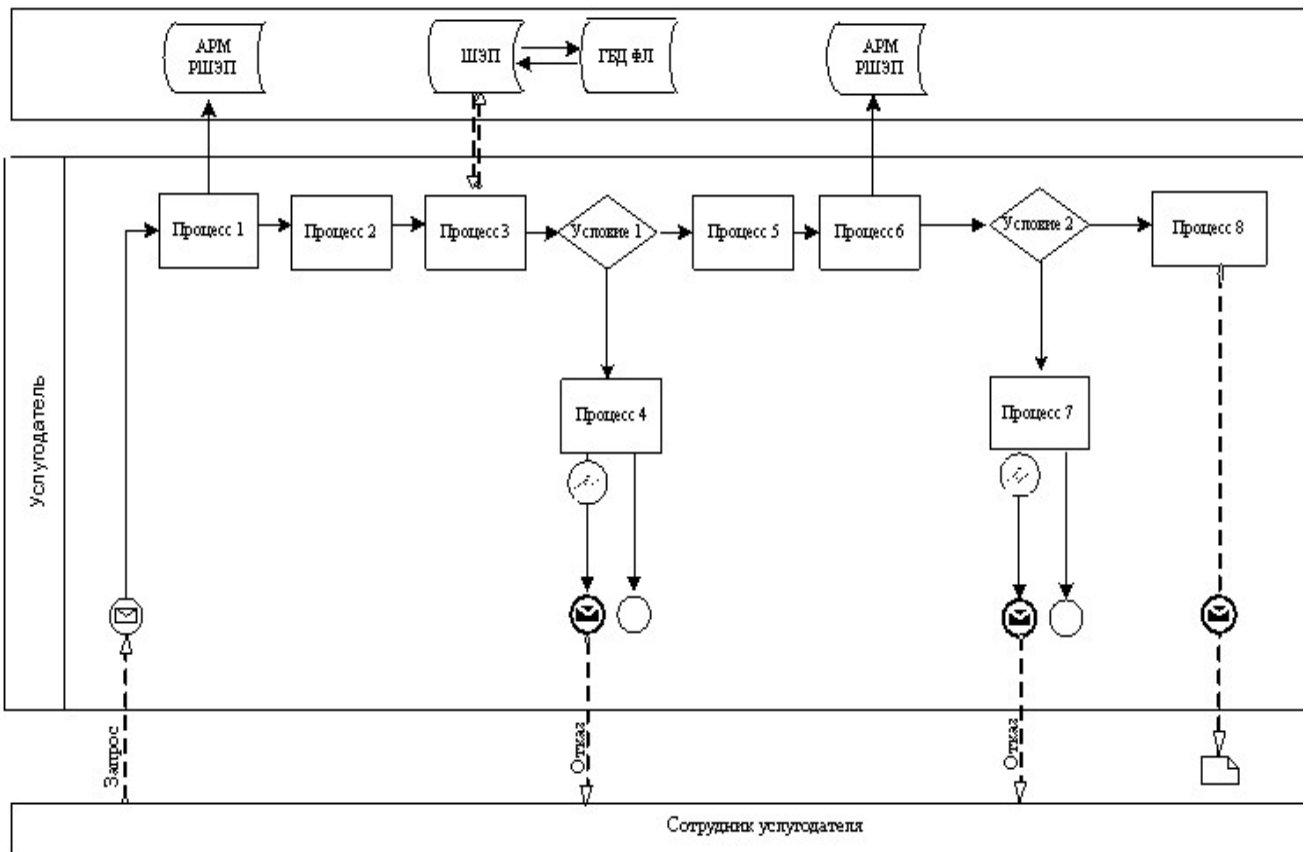 АРМ
РШЭП
ШЭП
ГБД ФЛ
АРМ
РШЭП
Услугодатель
Процесс 1
Процесс 2
Процесс 3
Условие 1
Процесс 5
Процесс 6
Условие 2
Процесс 8
Процесс 4
Процесс 7
Запрос
Отказ
Отказ
Сотрудник услугодателя